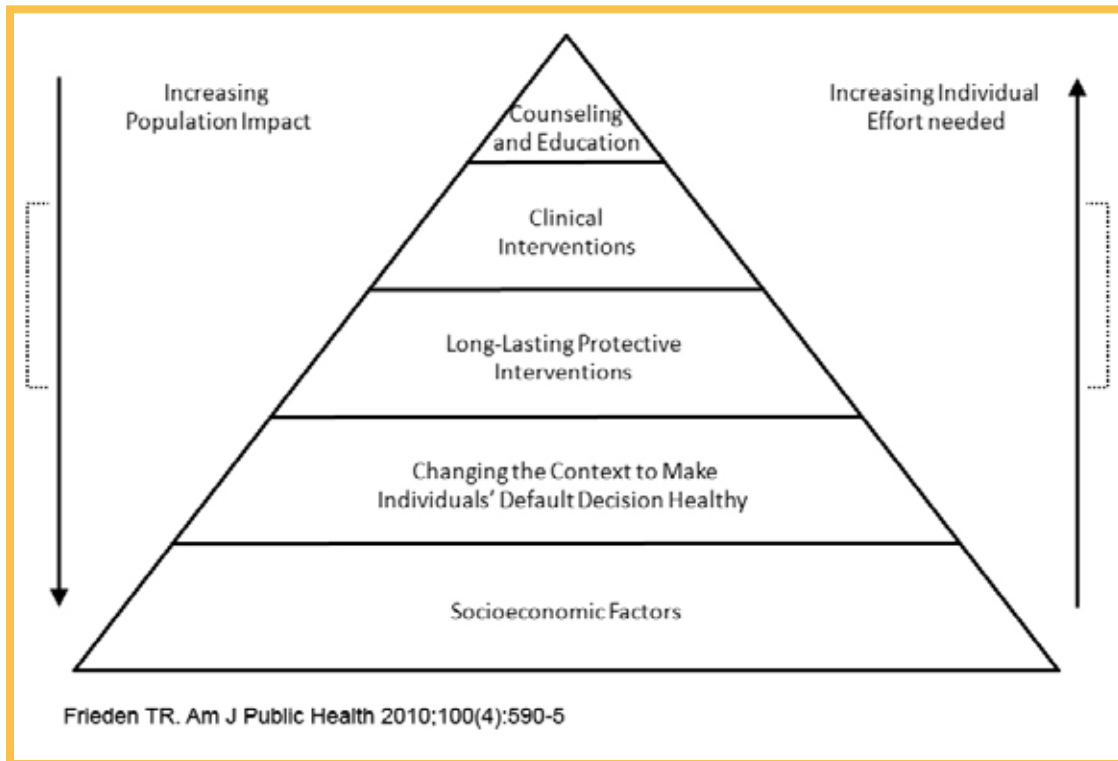 Increasing
Population Impact
Increasing Individual
Effort needed
Counseling
and Education
Clinical
Interventions
Long-Lasting Protective
Interventions
Changing the Context to Make
Individuals’ Default Decision Healthy
Socioeconomic Factors
Frieden TR. Am J Public Health 2010;100(4):590-5